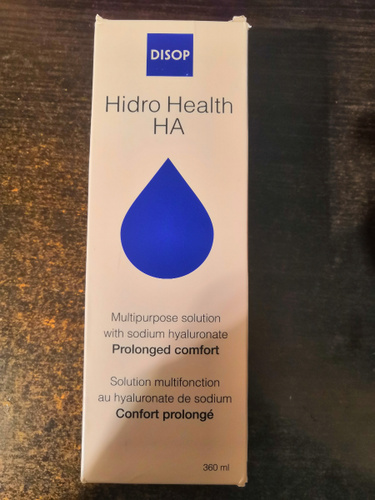 DISOP
Hidro Health
HA
Multipurpose solution
with sodium hyaluronate
Prolonged comfort
Solution multifonction
au hyaluronate de sodium
Confort prolongé
360 ml